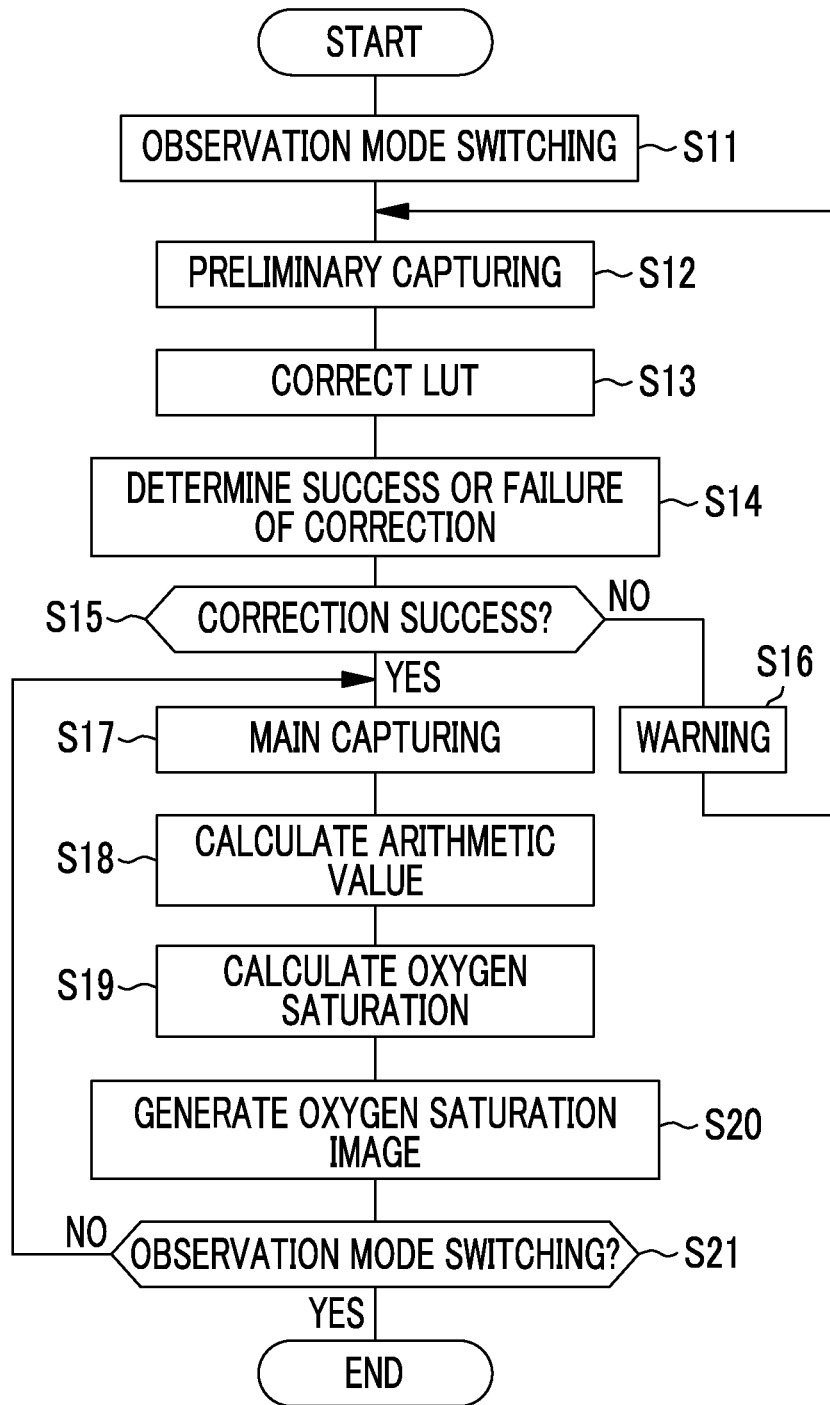 START
OBSERVATION MODE SWITCHING
S11
PRELIMINARY CAPTURING
S12
CORRECT LUT
S13
DETERMINE SUCCESS OR FAILURE
OF CORRECTION
S14
S15
CORRECTION SUCCESS?
NO
YES
S16
WARNING
S17
MAIN CAPTURING
S18
CALCULATE ARITHMETIC
VALUE
S19
CALCULATE OXYGEN
SATURATION
GENERATE OXYGEN SATURATION
IMAGE
S20
NO
OBSERVATION MODE SWITCHING?
S21
YES
END